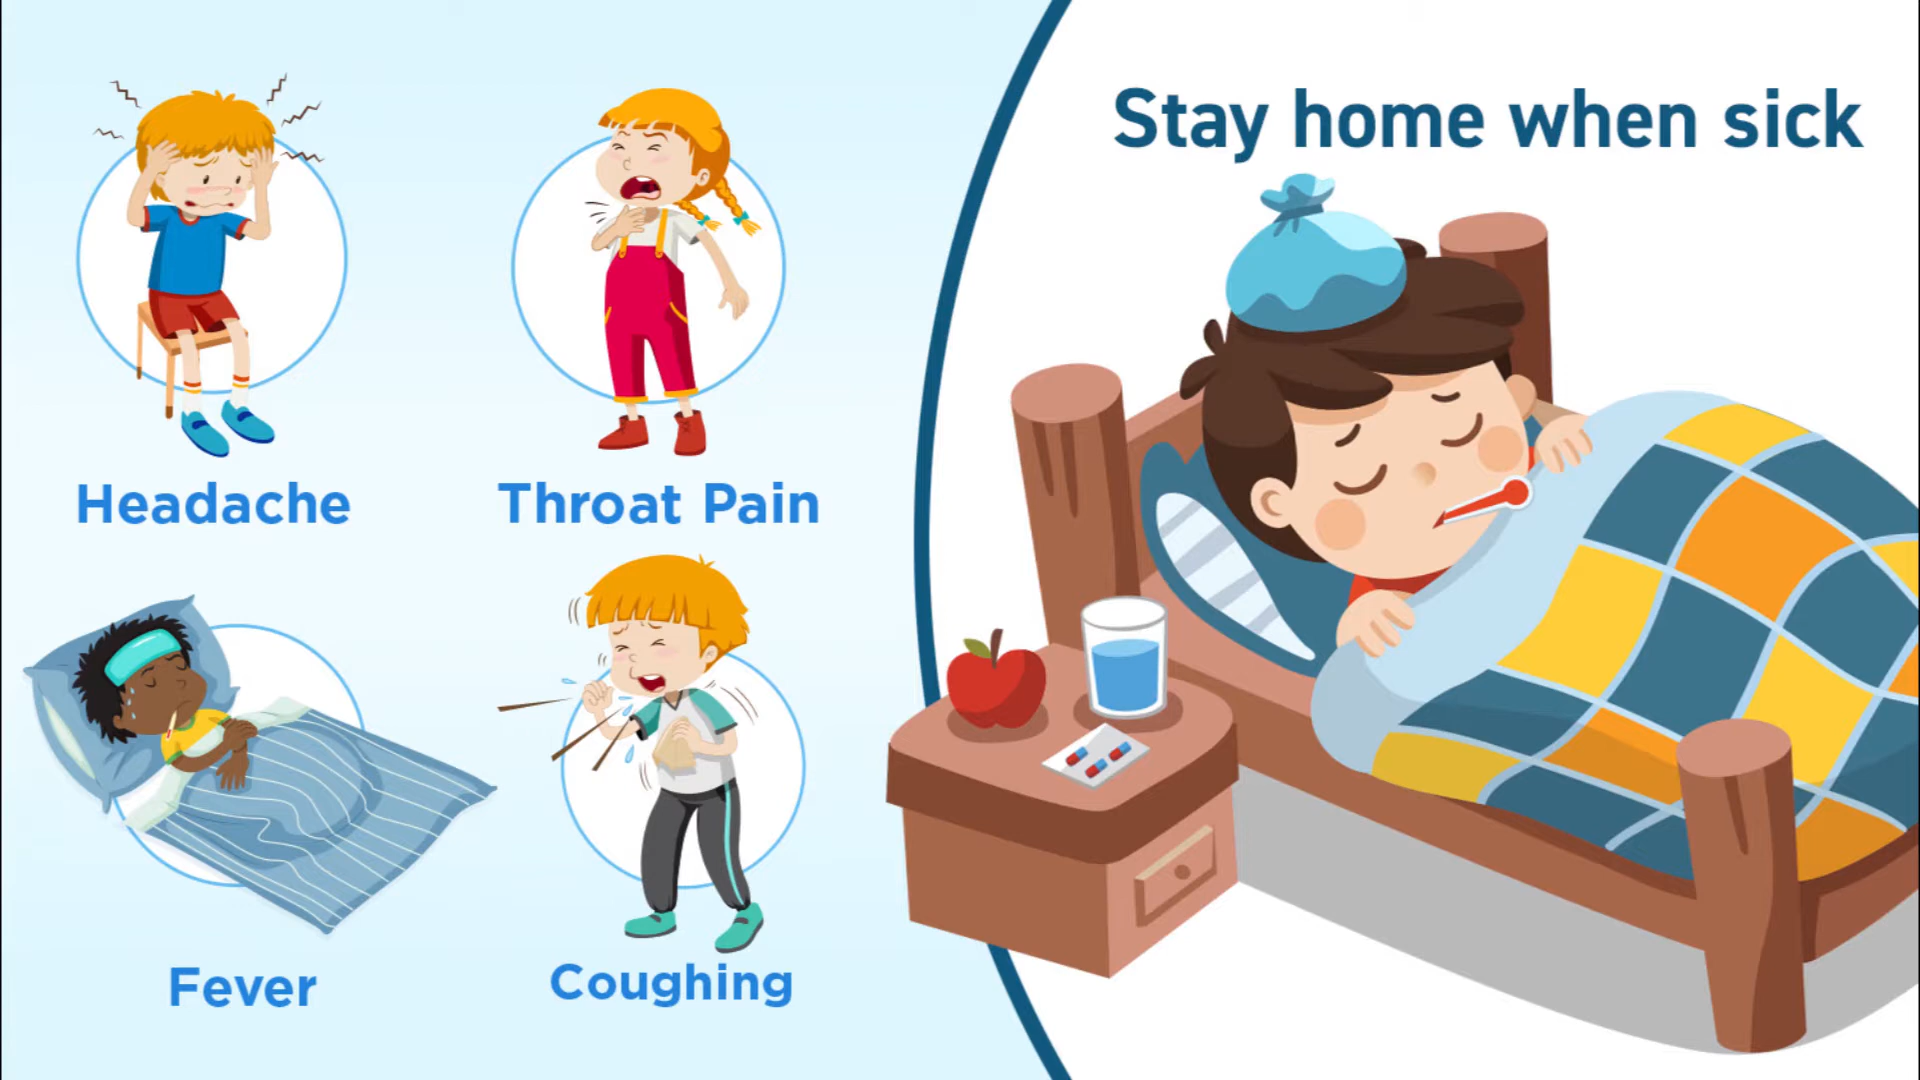 Stay home when sick
Headache
Throat Pain
Fever
Coughing